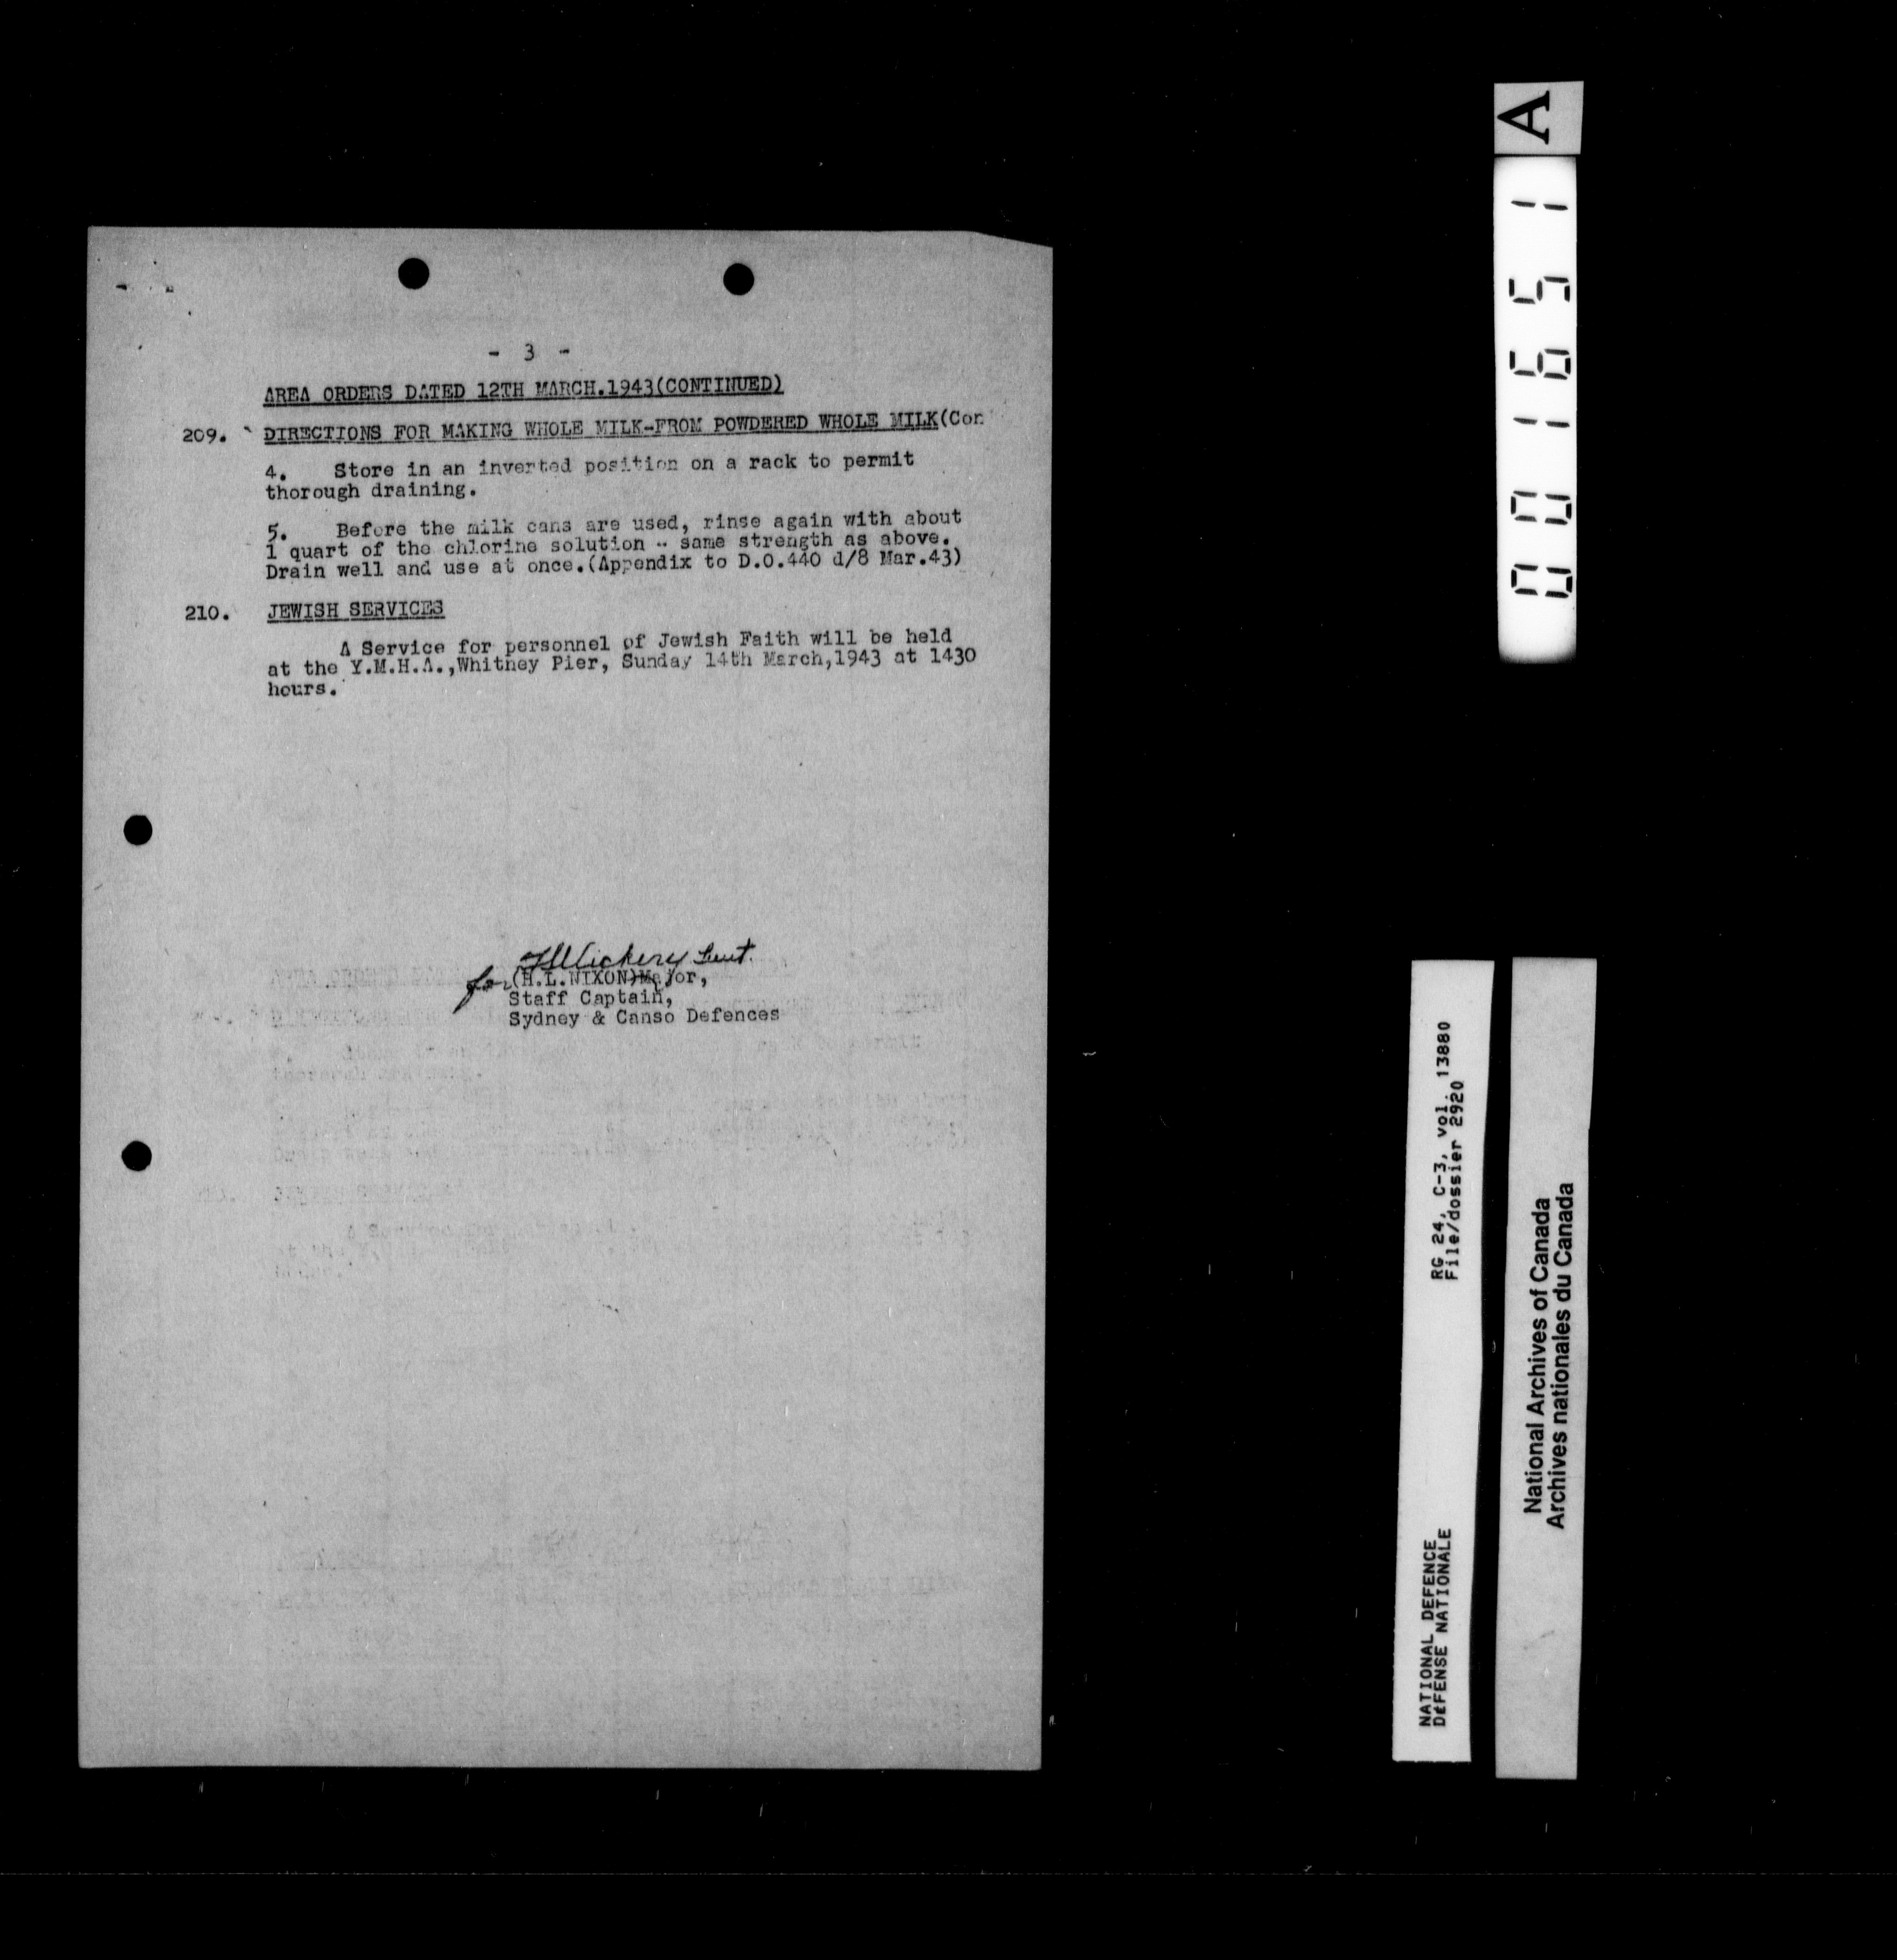 - 3 -
AREA ORDERS DATED 12TH MARCH.1943(CONTINUED)
209. DIRECTIONS FOR MAKING WHOLE MILK-FROM POWDERED WHOLE MILK(Con
4. Store in an inverted position on a rack to permit
thorough draining.
5. Before the milk cans are used, rinse again with about
1 quart of the chlorine solution - same strength as above.
Drain well and use at once.(Appendix to D.O.440 d/8 Mar.43)
210. JEWISH SERVICES
A Service for personnel of Jewish Faith will be held
at the Y.M.H.A.,Whitney Pier, Sunday 14th March,1943 at 1430
hours.
Lieut.
for (H.L.NIXON)Major,
Staff Captain,
Sydney & Canso Defences
A
001651
RG 24, C-3, vol. 13880
File/dossier 2920
NATIONAL DEFENCE
DéFENSE NATIONALE
National Archives of Canada
Archives nationales du Canada